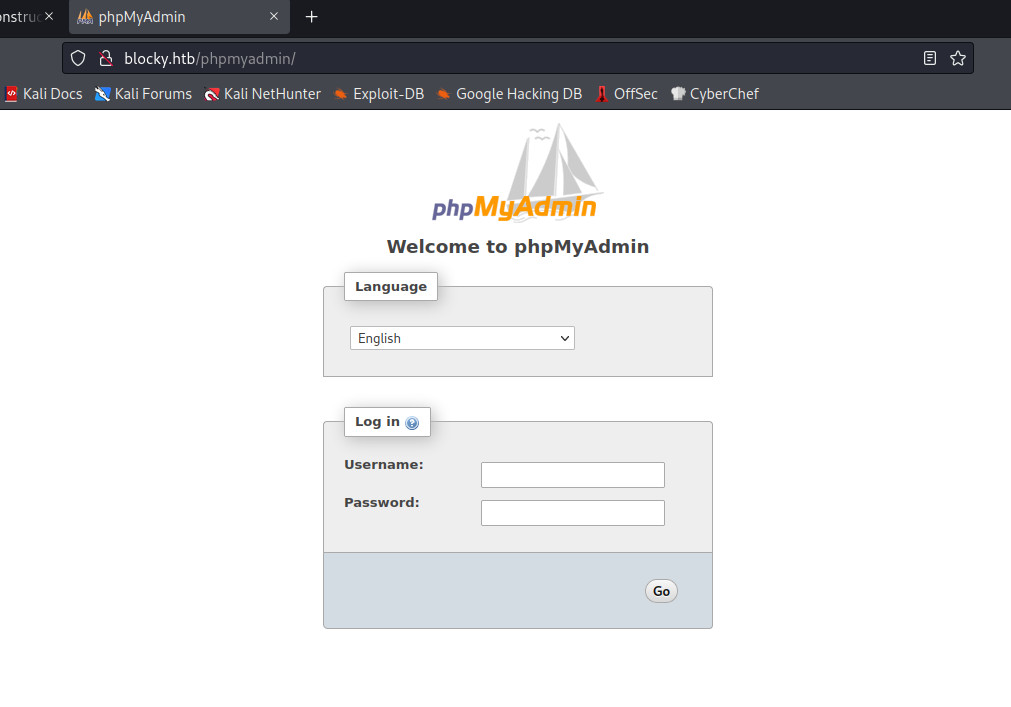 onstruc
phpMyAdmin
blocky.htb/phpmyadmin/
Kali Docs Kali Forums Kali NetHunter Exploit-DB Google Hacking DB OffSec CyberChef
phpMyAdmin
Welcome to phpMyAdmin
Language
English
Log in
Username:
Password:
Go